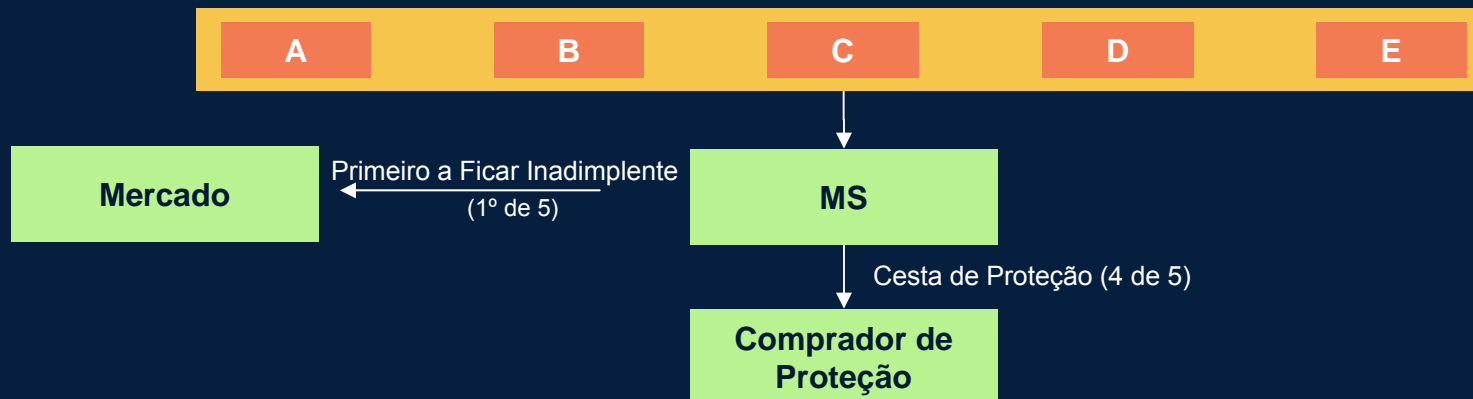 A B C D E
Mercado
Primeiro a Ficar Inadimplente
(1º de 5)
MS
Cesta de Proteção (4 de 5)
Comprador de
Proteção